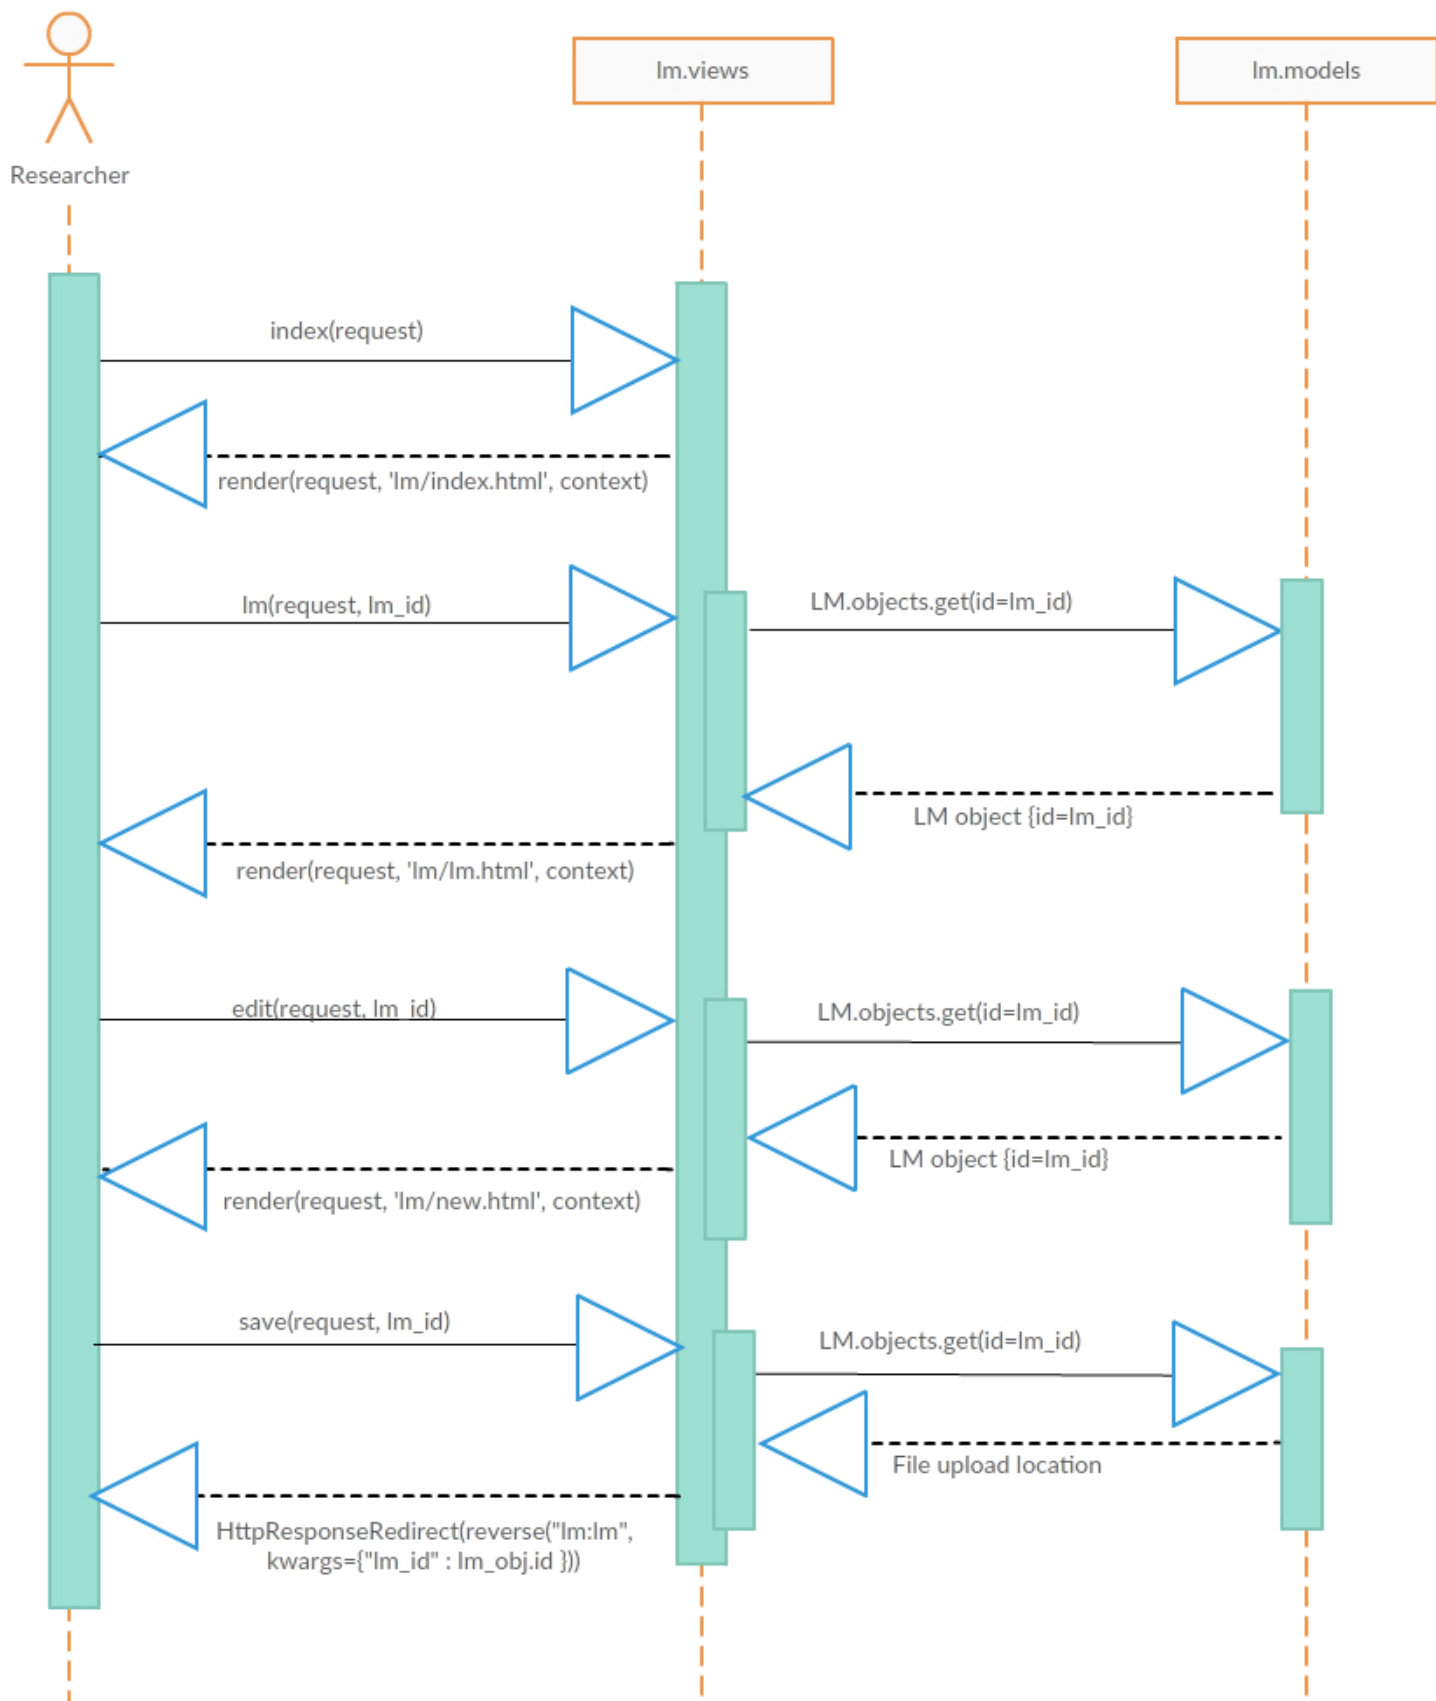 lm.views
lm.models
Researcher
index(request)
render(request, 'lm/index.html', context)
lm(request, lm_id)
LM.objects.get(id=lm_id)
LM object {id=lm_id}
render(request, 'lm/lm.html', context)
edit(request, lm_id)
LM.objects.get(id=lm_id)
LM object {id=lm_id}
render(request, 'lm/new.html', context)
save(request, lm_id)
LM.objects.get(id=lm_id)
File upload location
HttpResponseRedirect(reverse("lm:lm",
kwargs={"lm_id" : lm_obj.id }))